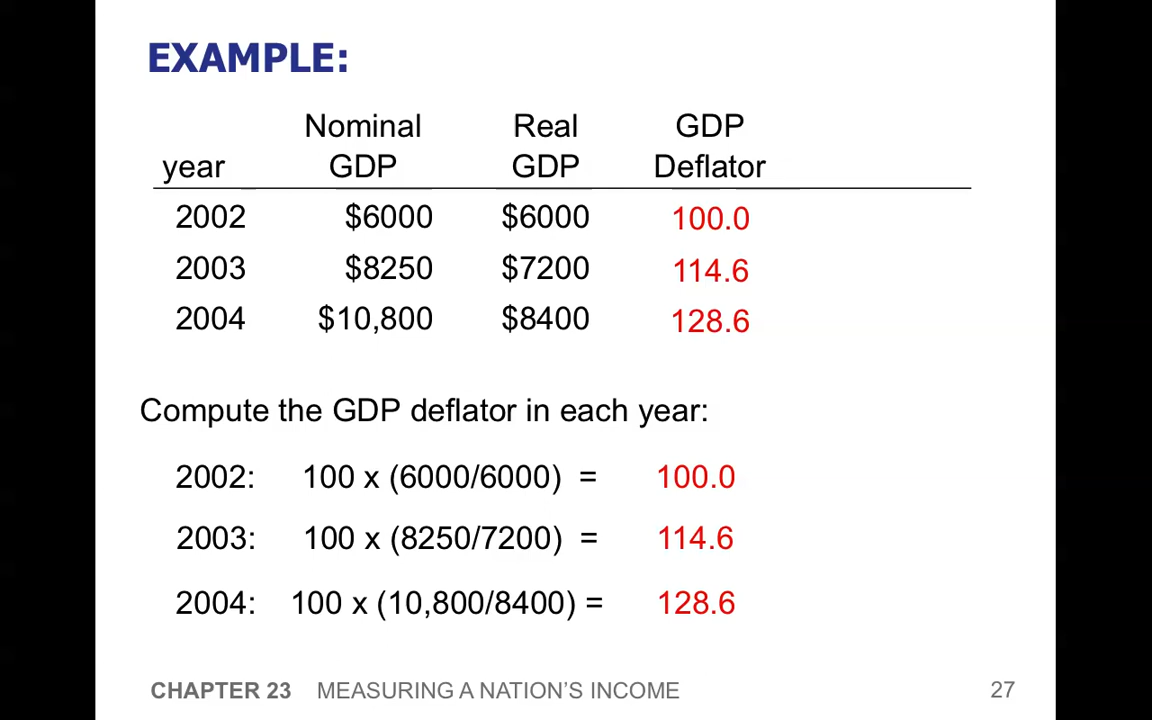 EXAMPLE:
Nominal Real GDP
year GDP GDP Deflator
2002 $6000 $6000 100.0
2003 $8250 $7200 114.6
2004 $10,800 $8400 128.6
Compute the GDP deflator in each year:
2002: 100 x (6000/6000) = 100.0
2003: 100 x (8250/7200) = 114.6
2004: 100 x (10,800/8400) = 128.6
CHAPTER 23 MEASURING A NATION’S INCOME 27